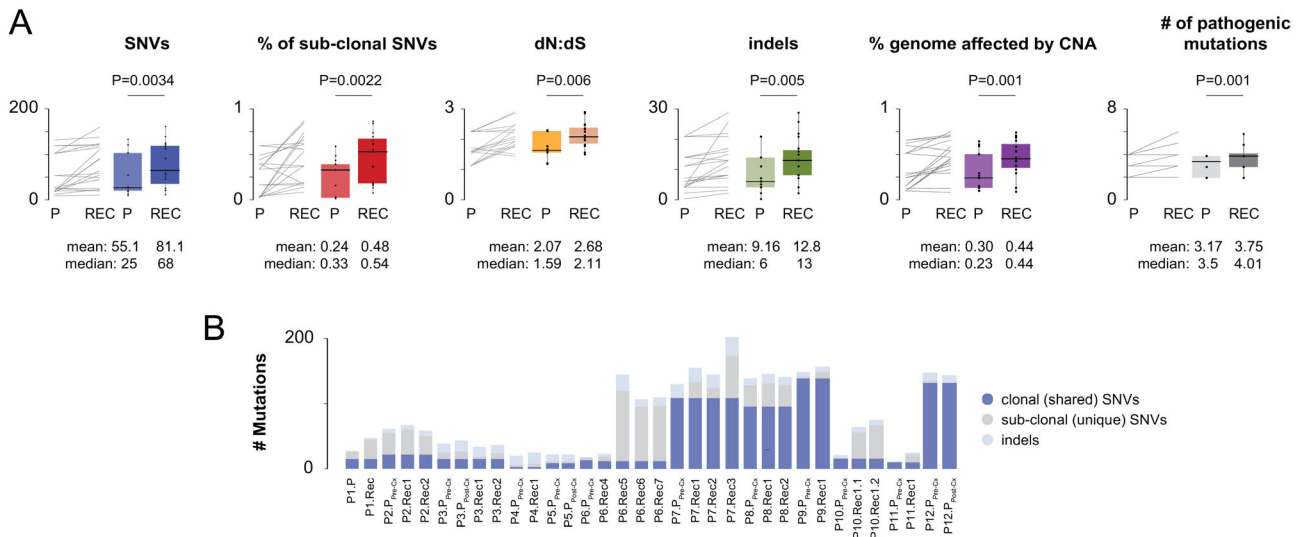 A
SNVs
P=0.0034
200
0
P REC P REC
mean: 55.1 81.1
median: 25 68
% of sub-clonal SNVs
P=0.0022
1
0
P REC P REC
mean: 0.24 0.48
median: 0.33 0.54
dN:dS
P=0.006
3
0
P REC P REC
mean: 2.07 2.68
median: 1.59 2.11
indels
P=0.005
30
0
P REC P REC
mean: 9.16 12.8
median: 6 13
% genome affected by CNA
P=0.001
1
0
P REC P REC
mean: 0.30 0.44
median: 0.23 0.44
# of pathogenic
mutations
P=0.001
8
4
0
P REC P REC
mean: 3.17 3.75
median: 3.5 4.01
B
# Mutations
200
0
P1.P
P1.Rec
P2.PPre-Cx
P2.Rec1
P2.Rec2
P3.PPre-Cx
P3.PPost-Cx
P3.Rec1
P3.Rec2
P4.PPre-Cx
P4.Rec1
P5.PPre-Cx
P5.PPost-Cx
P6.PPre-Cx
P6.Rec4
P6.Rec5
P6.Rec6
P6.Rec7
P7.PPre-Cx
P7.Rec1
P7.Rec2
P7.Rec3
P8.PPre-Cx
P8.Rec1
P8.Rec2
P9.PPre-Cx
P9.Rec1
P10.PPre-Cx
P10.Rec1.1
P10.Rec1.2
P11.PPre-Cx
P11.Rec1
P12.PPre-Cx
P12.PPost-Cx
clonal (shared) SNVs
sub-clonal (unique) SNVs
indels